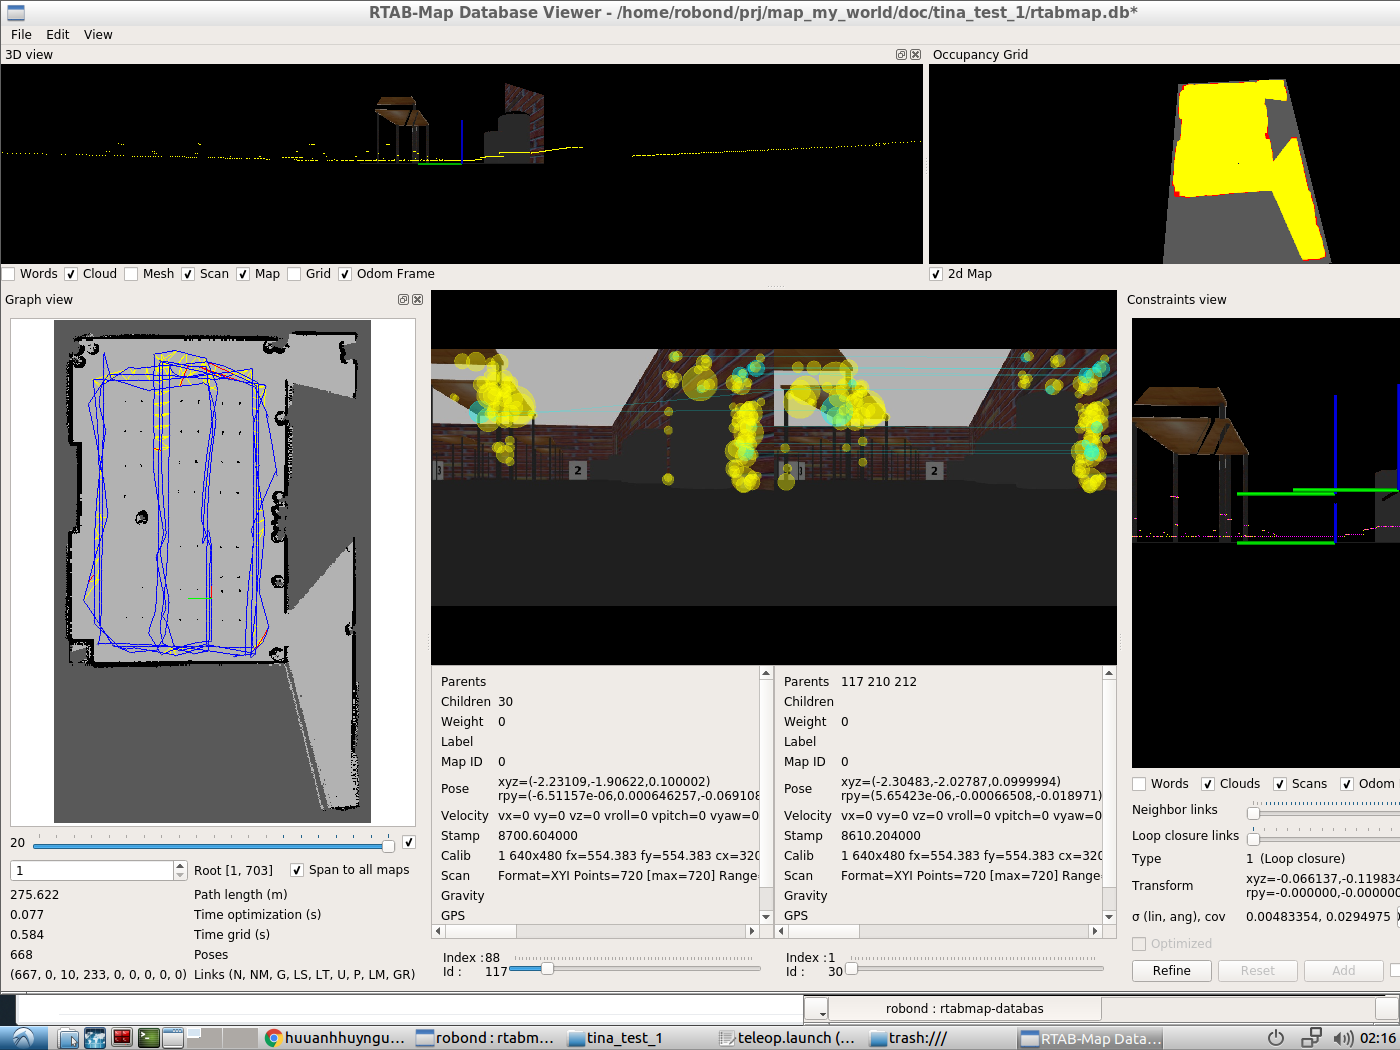 RTAB-Map Database Viewer - /home/robond/prj/map_my_world/doc/tina_test_1/rtabmap.db*
File Edit View
3D view
Occupancy Grid
Words Cloud Mesh Scan Map Grid Odom Frame
2d Map
Graph view
Constraints view
3
2
3
2
20
1
Root [1, 703]
Span to all maps
275.622 Path length (m)
0.077 Time optimization (s)
0.584 Time grid (s)
668 Poses
(667, 0, 10, 233, 0, 0, 0, 0, 0) Links (N, NM, G, LS, LT, U, P, LM, GR)
Parents
Children 30
Weight 0
Label
Map ID 0
Pose xyz=(-2.23109,-1.90622,0.100002)
rpy=(-6.51157e-06,0.000646257,-0.069108
Velocity vx=0 vy=0 vz=0 vroll=0 vpitch=0 vyaw=0
Stamp 8700.604000
Calib 1 640x480 fx=554.383 fy=554.383 cx=320
Scan Format=XYI Points=720 [max=720] Range
Gravity
GPS
Index : 88
Id : 117
Parents 117 210 212
Children
Weight 0
Label
Map ID 0
Pose xyz=(-2.30483,-2.02787,0.0999994)
rpy=(5.65423e-06,-0.00066508,-0.018971)
Velocity vx=0 vy=0 vz=0 vroll=0 vpitch=0 vyaw=0
Stamp 8610.204000
Calib 1 640x480 fx=554.383 fy=554.383 cx=320
Scan Format=XYI Points=720 [max=720] Range
Gravity
GPS
Index : 1
Id : 30
Words Clouds Scans Odom
Neighbor links
Loop closure links
Type 1 (Loop closure)
Transform xyz=-0.066137,-0.119834
rpy=-0.000000,-0.00000
σ (lin, ang), cov 0.00483354, 0.0294975
Optimized
Refine Reset Add
robond : rtabmap-databas
huuanhhuyngu... robond : rtabm... tina_test_1 teleop.launch (... trash:/// RTAB-Map Data... 02:16